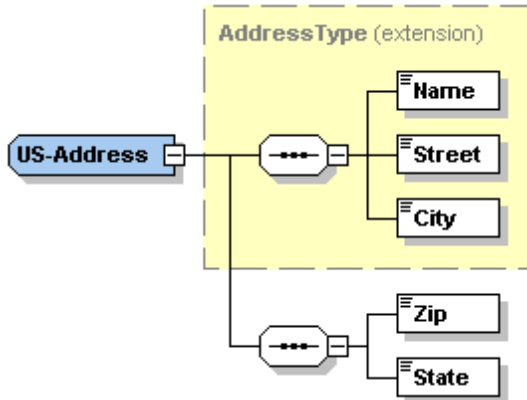 AddressType (extension)
Name
US-Address
Street
City
Zip
State